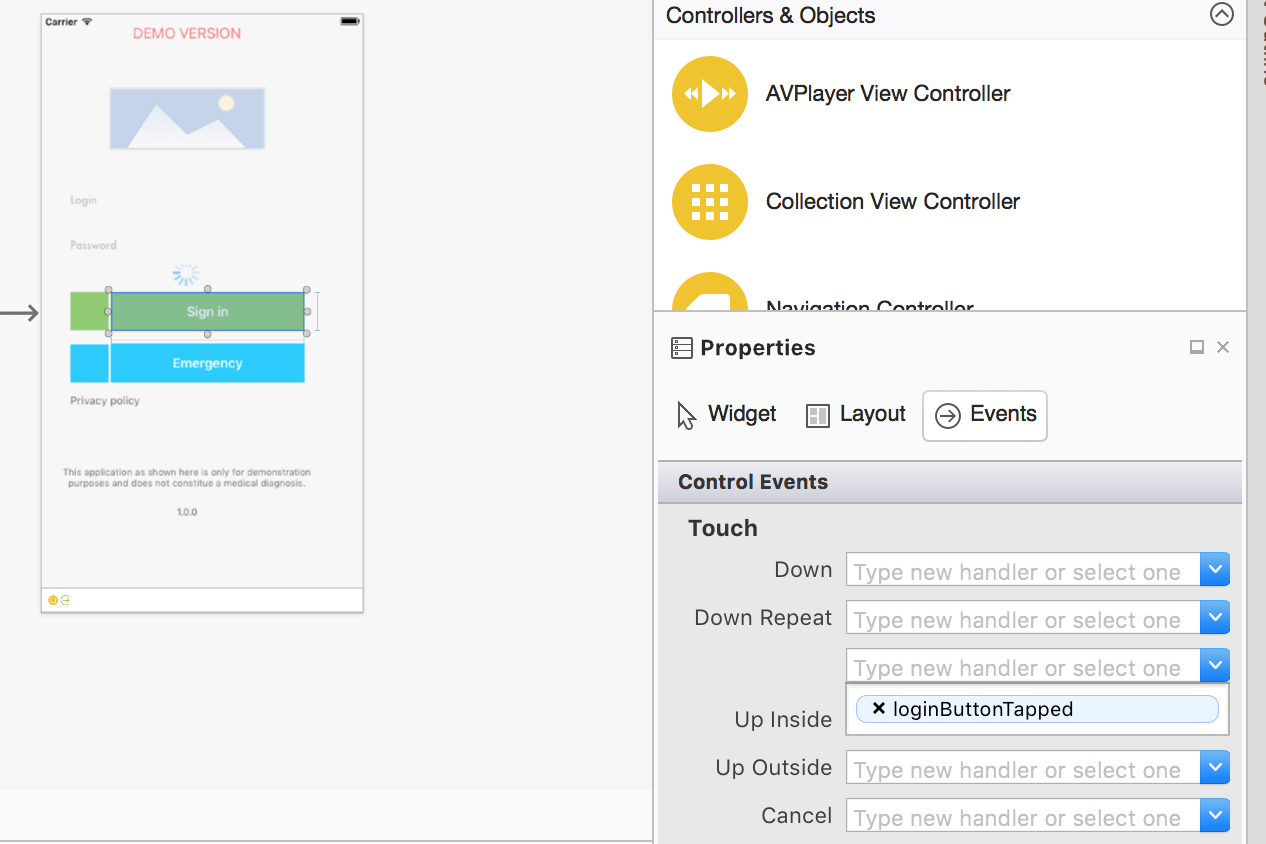 Carrier
DEMO VERSION
Login
Password
Sign in
Emergency
Privacy policy
This application as shown here is only for demonstration
purposes and does not constitute a medical diagnosis.
1.0.0
Controllers & Objects
AVPlayer View Controller
Collection View Controller
Navigation Controller
Properties
Widget
Layout
Events
Control Events
Touch
Down
Type new handler or select one
Down Repeat
Type new handler or select one
Type new handler or select one
Up Inside
× loginButtonTapped
Up Outside
Type new handler or select one
Cancel
Type new handler or select one